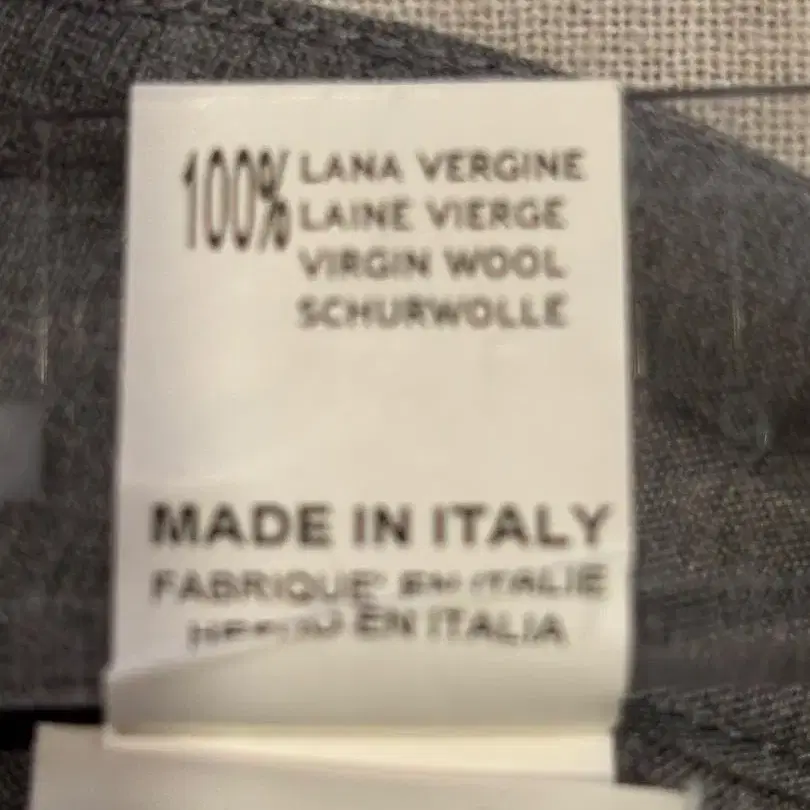 100% LANA VERGINE
LAINE VIERGE
VIRGIN WOOL
SCHURWOLLE
MADE IN ITALY
FABRIQUE' EN ITALIE
EN ITALIA